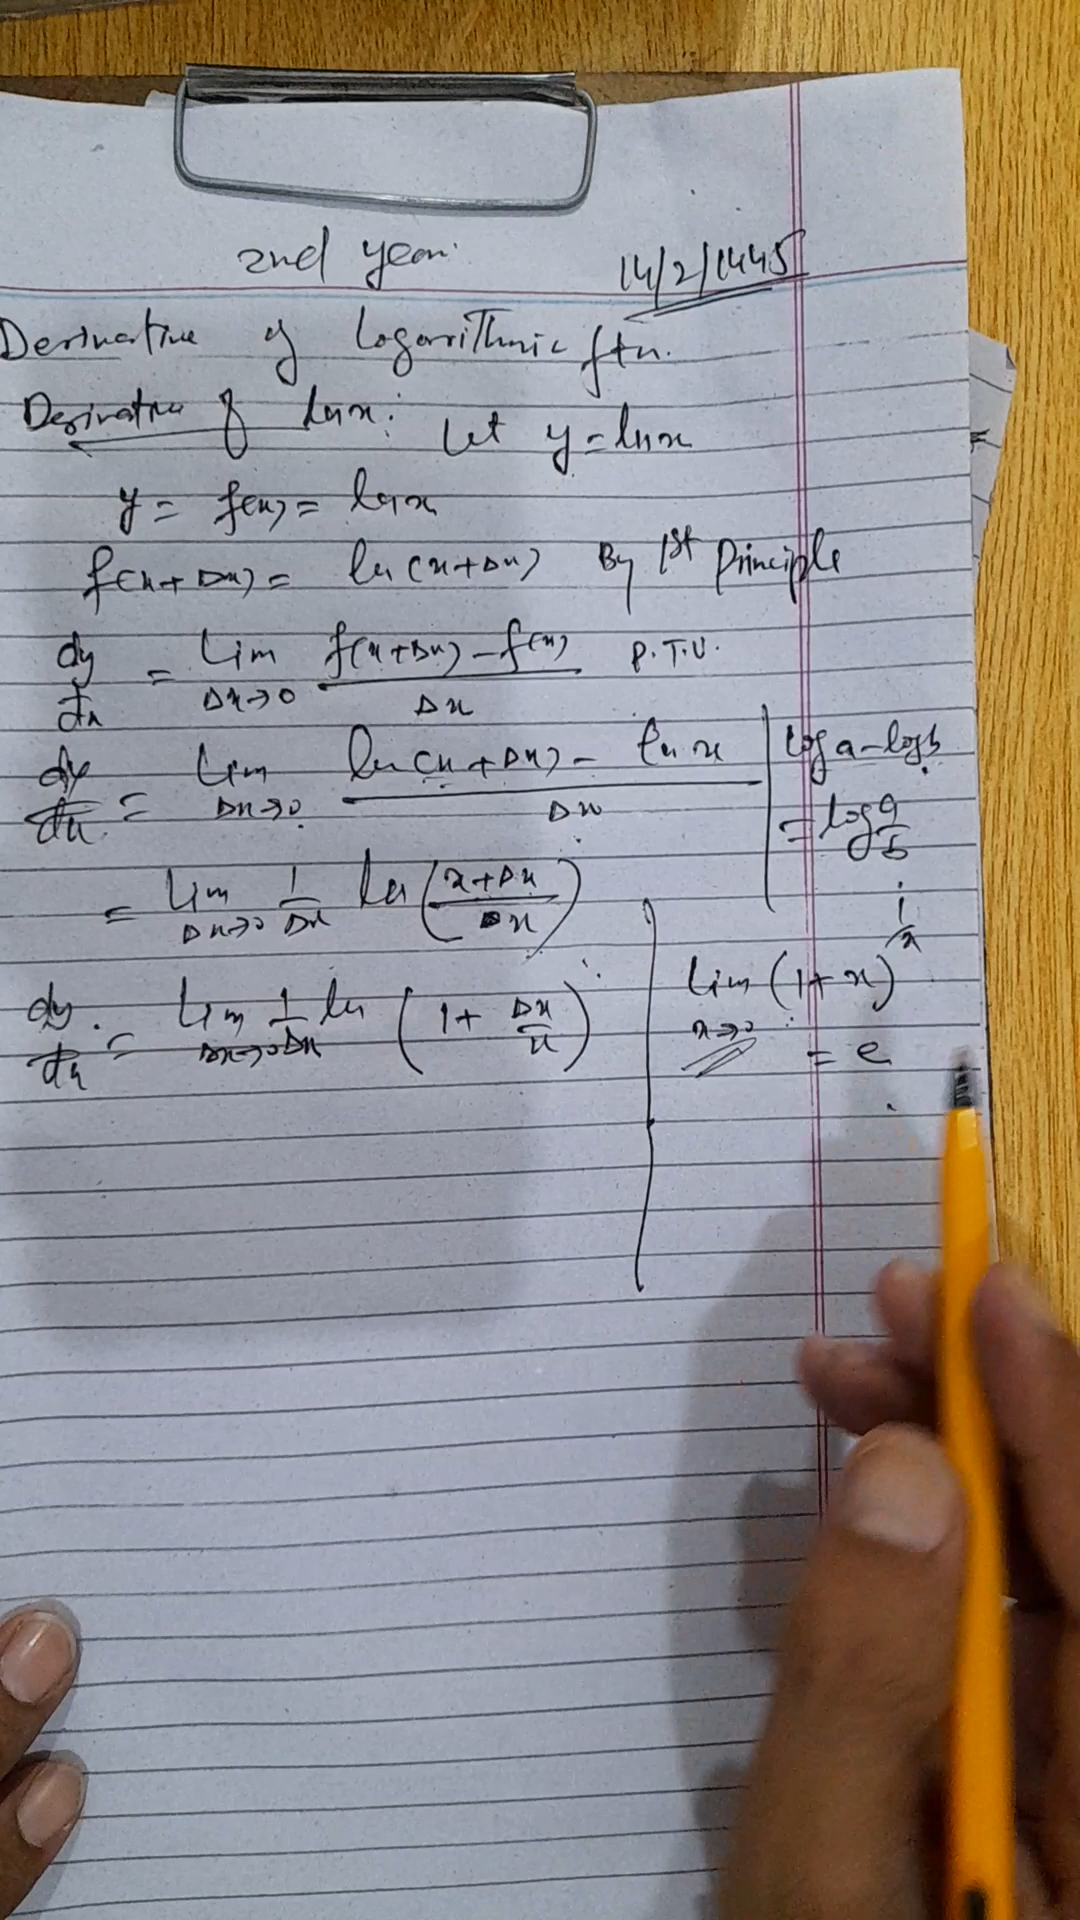 2nd year.
14/2/1445
Derivative of Logarithmic ftn.
Derivative of lnx: Let y=lnx
y = f(x) = lnx
f(x+Δx) = ln(x+Δx) By 1st Principle
dy/dx = Lim Δx→0 f(x+Δx)-f(x) / Δx P.T.V.
dy/dx = Lim Δx→0 ln(x+Δx) - ln x / Δx
log a - log b
= log a/b
= Lim Δx→0 1/Δx ln(x+Δx / Δx)
dy/dx = Lim Δx→0 1/Δx ln (1 + Δx/x)
Lim x→0 (1+x)^1/x
= e